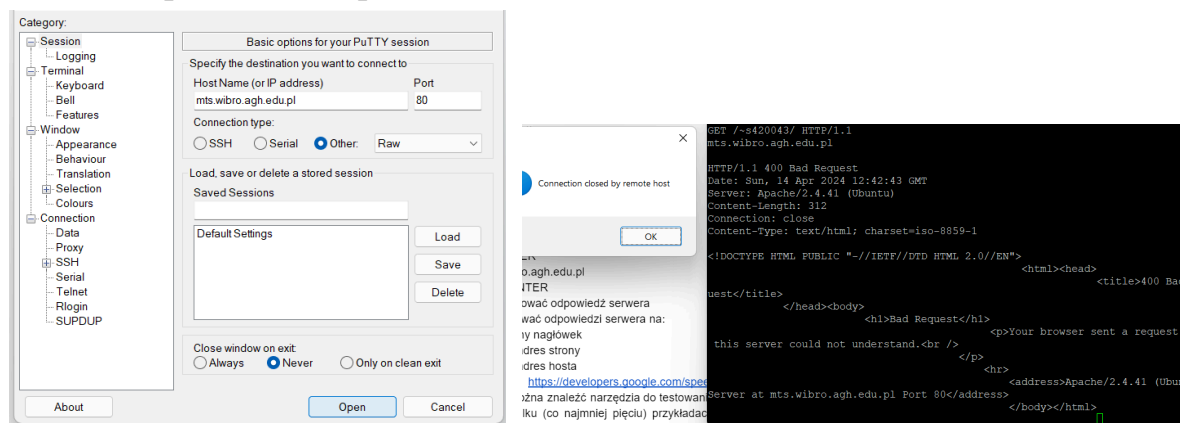 Category:
Session
Logging
Terminal
Keyboard
Bell
Features
Window
Appearance
Behaviour
Translation
Selection
Colours
Connection
Data
Proxy
SSH
Serial
Telnet
Rlogin
SUPDUP
About
Basic options for your PuTTY session
Specify the destination you want to connect to
Host Name (or IP address) Port
mts.wibro.agh.edu.pl 80
Connection type:
SSH Serial Other: Raw
Load, save or delete a stored session
Saved Sessions
Default Settings
Load
Save
Delete
Close window on exit:
Always Never Only on clean exit
Open Cancel
Connection closed by remote host
OK
o.agh.edu.pl
NTER
ować odpowiedź serwera
wać odpowiedzi serwera na:
ny nagłówek
adres strony
adres hosta
https://developers.google.com/spee
ożna znaleźć narzędzia do testowan
lku (co najmniej pięciu) przykładac
GET /~s420043/ HTTP/1.1
mts.wibro.agh.edu.pl
HTTP/1.1 400 Bad Request
Date: Sun, 14 Apr 2024 12:42:43 GMT
Server: Apache/2.4.41 (Ubuntu)
Content-Length: 312
Connection: close
Content-Type: text/html; charset=iso-8859-1
<!DOCTYPE HTML PUBLIC "-//IETF//DTD HTML 2.0//EN">
<html><head>
<title>400 Bad
uest</title>
</head><body>
<h1>Bad Request</h1>
<p>Your browser sent a request
this server could not understand.<br />
</p>
<hr>
<address>Apache/2.4.41 (Ubun
Server at mts.wibro.agh.edu.pl Port 80</address>
</body></html>